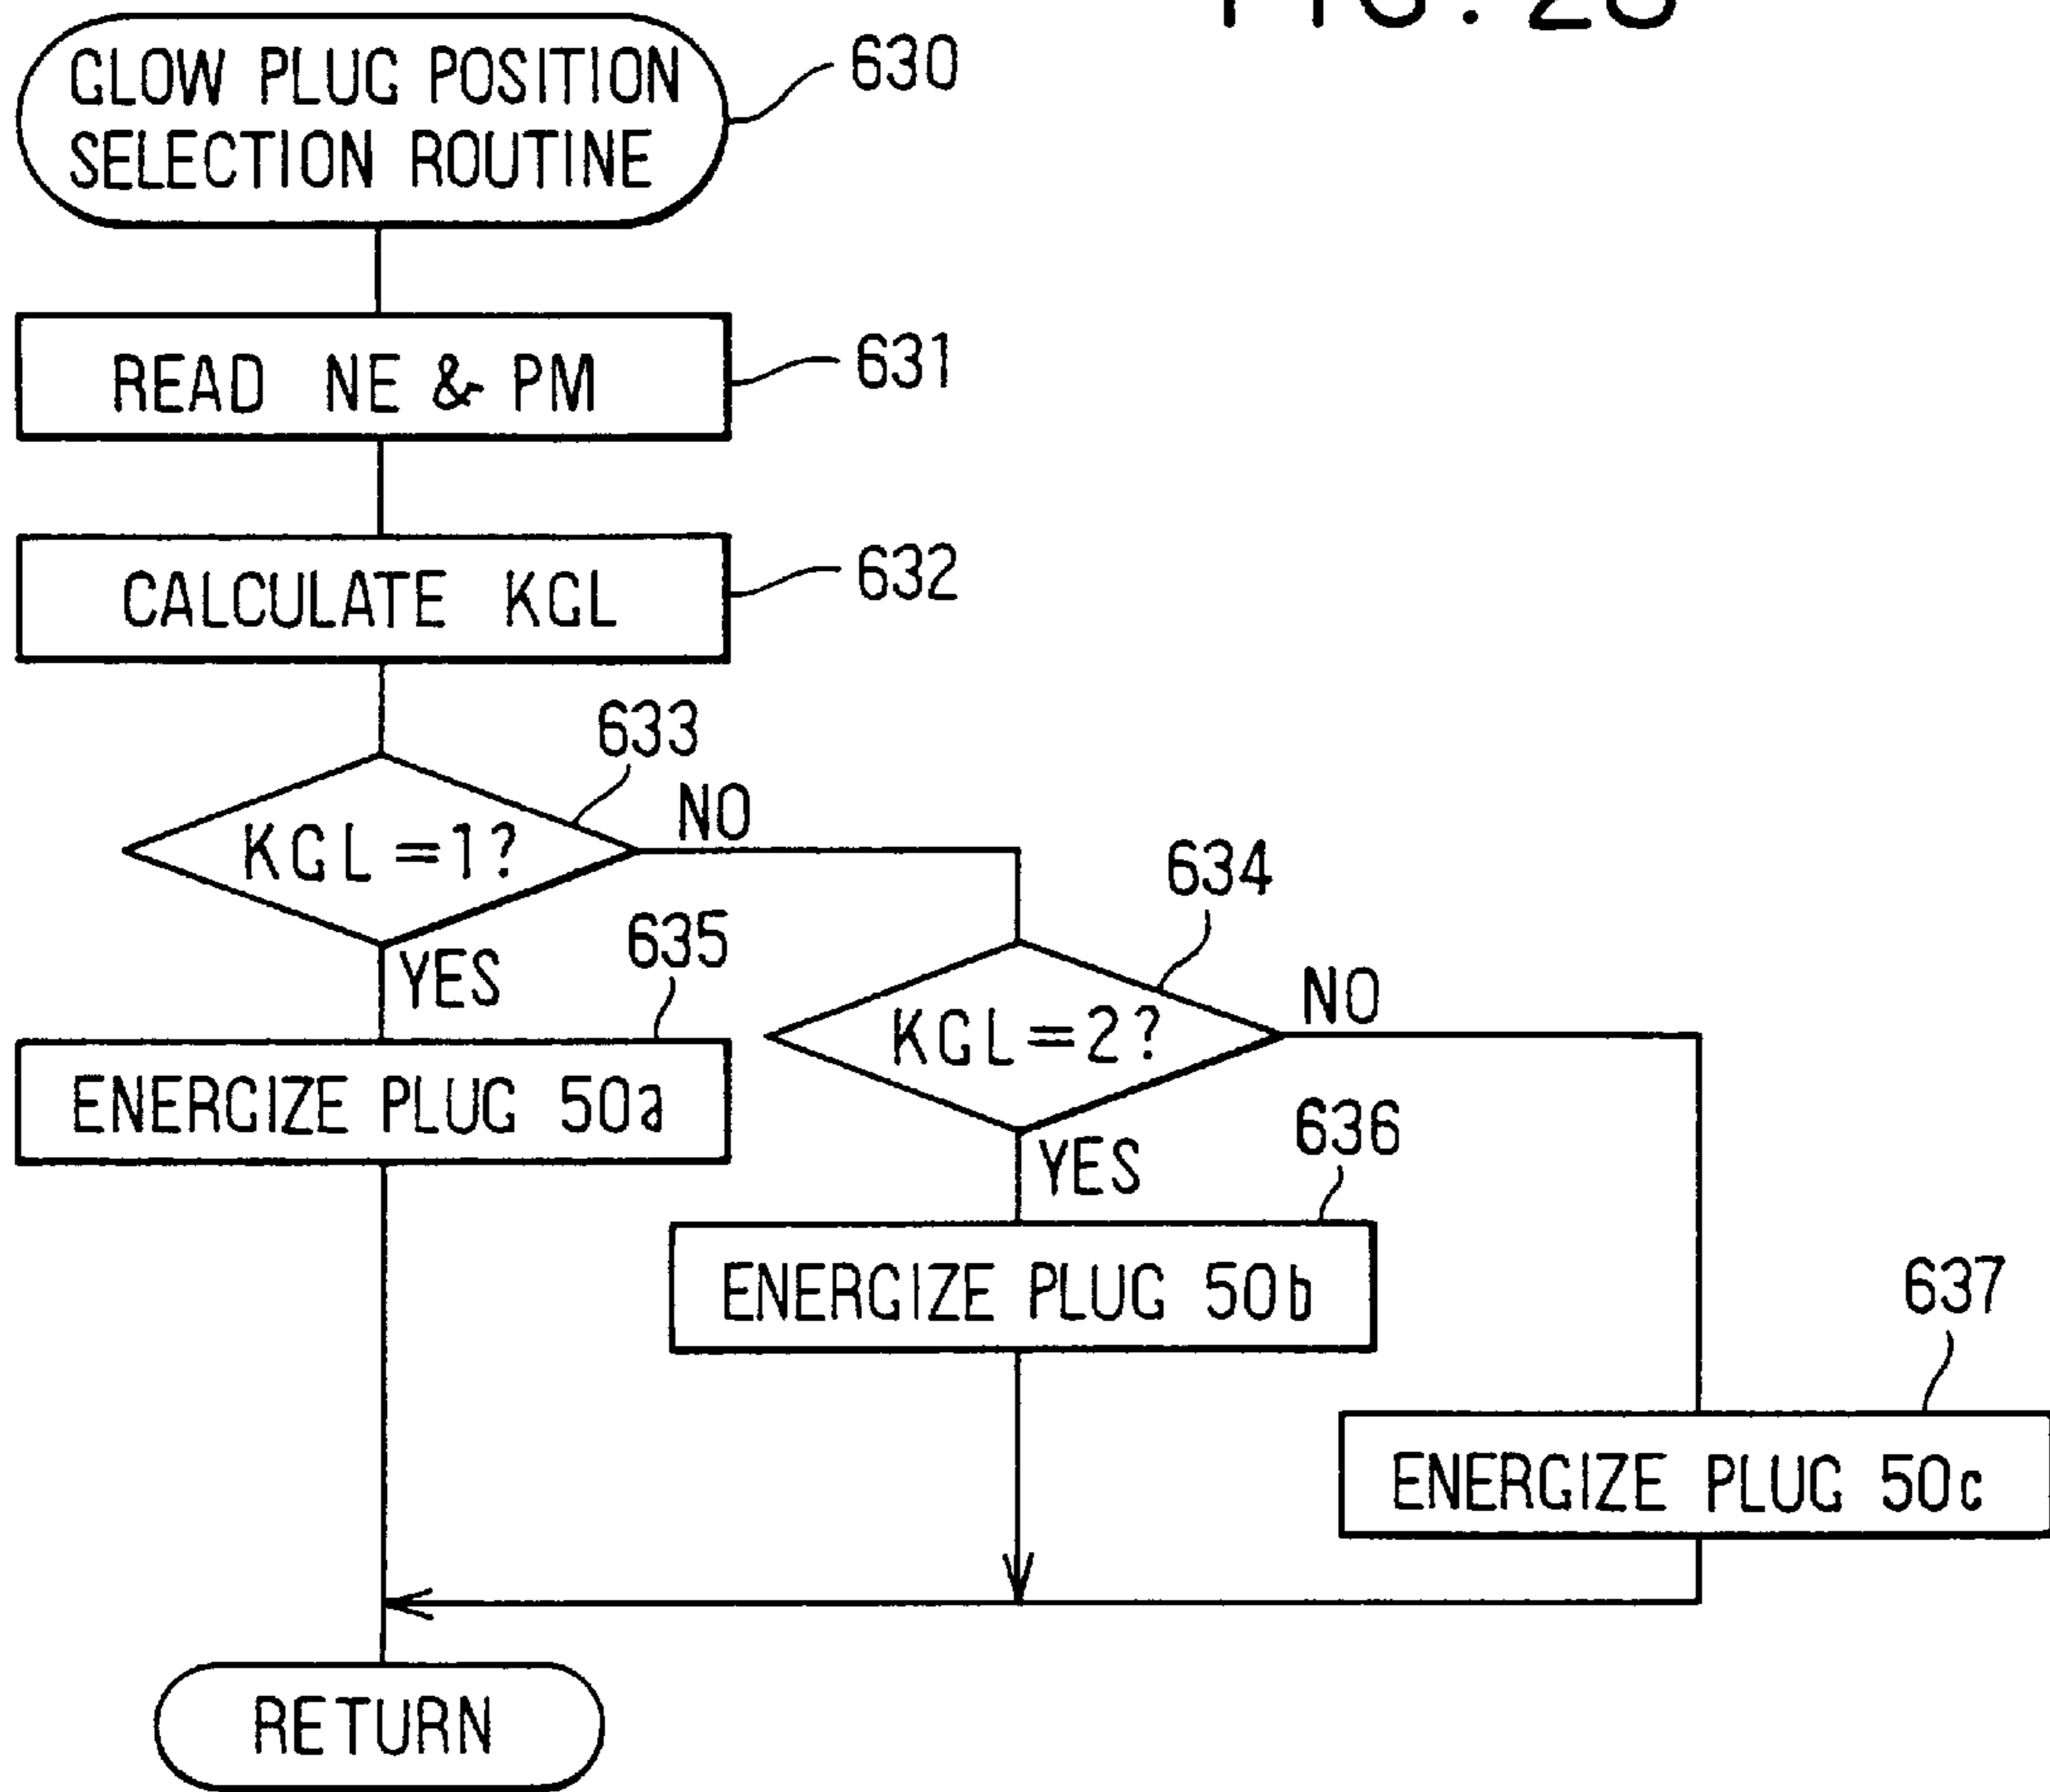 FIG.
GLOW PLUG POSITION
SELECTION ROUTINE
630
READ NE & PM
631
CALCULATE KGL
632
633
KGL=1?
NO
YES
634
KGL=2?
NO
YES
635
ENERGIZE PLUG 50a
636
ENERGIZE PLUG 50b
637
ENERGIZE PLUG 50c
RETURN